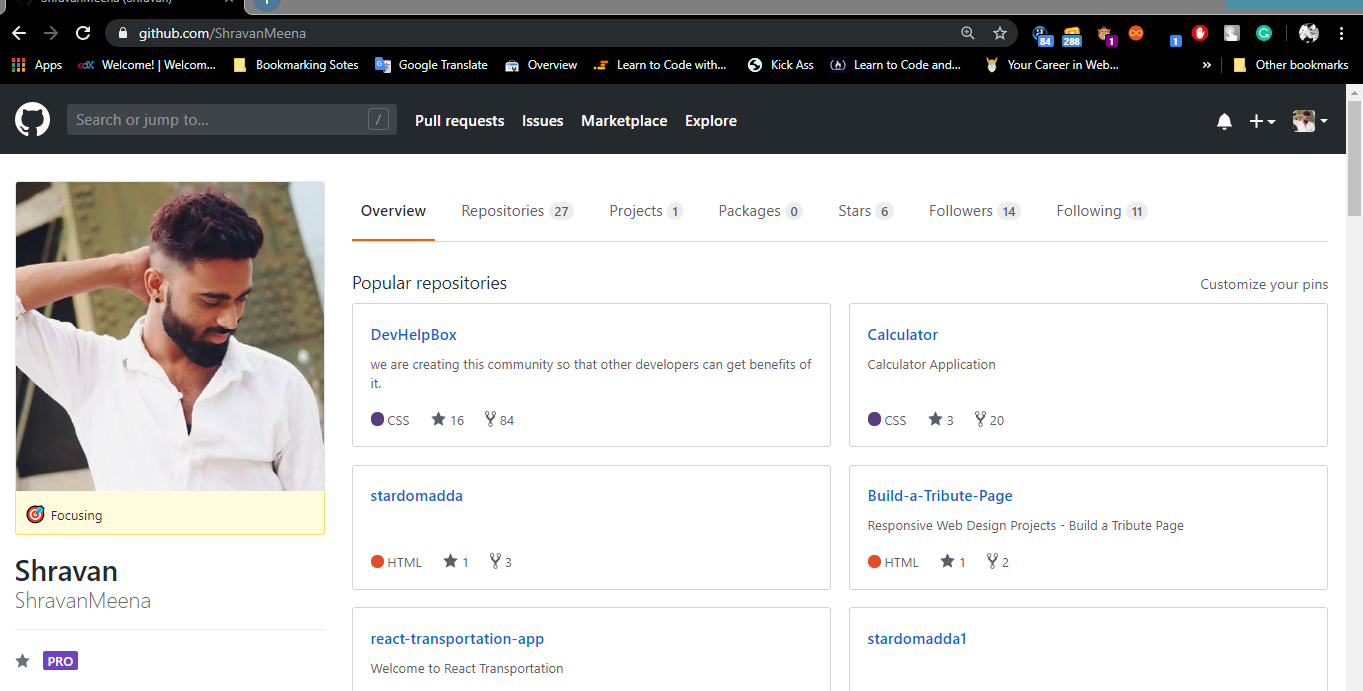 ShravanMeena (Shravan)
github.com/ShravanMeena
84
288
1
1
Apps
edX
Welcome! | Welcom...
Bookmarking Sotes
Google Translate
Overview
Learn to Code with...
Kick Ass
Learn to Code and...
Your Career in Web...
»
Other bookmarks
Search or jump to...
/
Pull requests
Issues
Marketplace
Explore
Overview
Repositories 27
Projects 1
Packages 0
Stars 6
Followers 14
Following 11
Popular repositories
Customize your pins
DevHelpBox
we are creating this community so that other developers can get benefits of
it.
CSS 16 84
Calculator
Calculator Application
CSS 3 20
stardomadda
HTML 1 3
Build-a-Tribute-Page
Responsive Web Design Projects - Build a Tribute Page
HTML 1 2
react-transportation-app
Welcome to React Transportation
stardomadda1
Focusing
Shravan
ShravanMeena
PRO